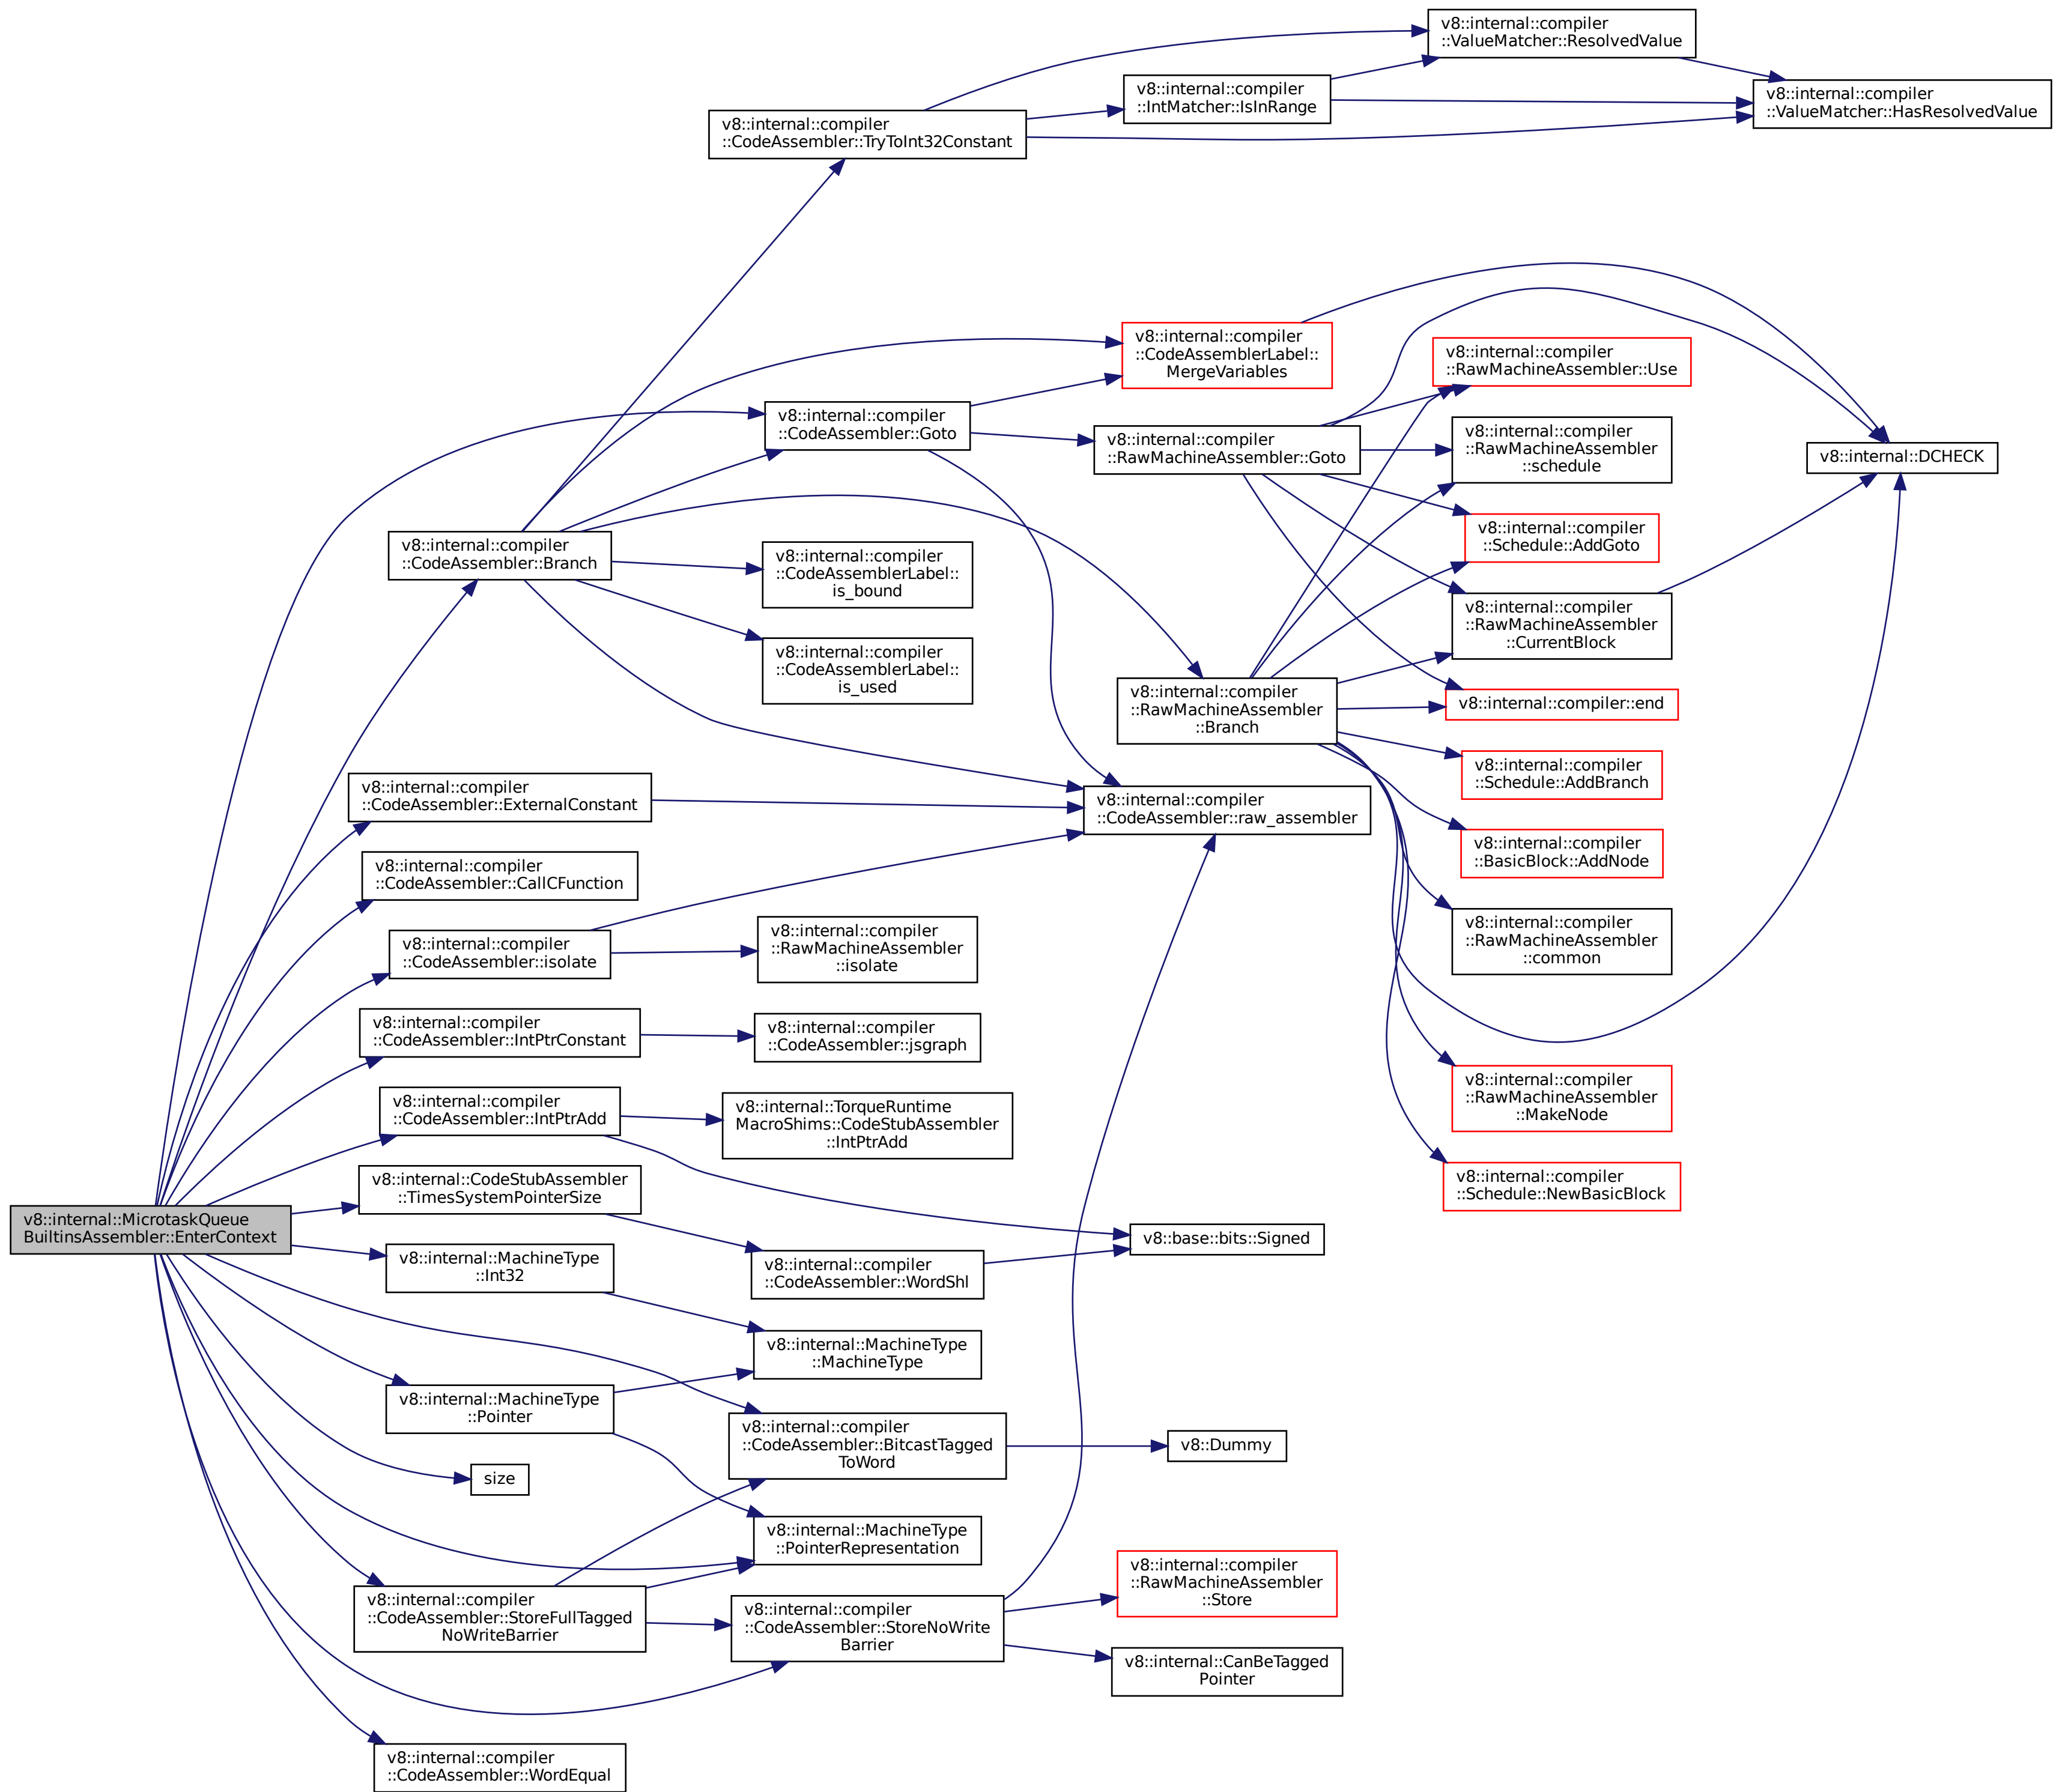 v8::internal::compiler
::ValueMatcher::ResolvedValue
v8::internal::compiler
::IntMatcher::IsInRange
v8::internal::compiler
::ValueMatcher::HasResolvedValue
v8::internal::compiler
::CodeAssembler::TryToInt32Constant
v8::internal::compiler
::CodeAssemblerLabel::
MergeVariables
v8::internal::compiler
::RawMachineAssembler::Use
v8::internal::compiler
::CodeAssembler::Goto
v8::internal::compiler
::RawMachineAssembler::Goto
v8::internal::compiler
::RawMachineAssembler
::schedule
v8::internal::DCHECK
v8::internal::compiler
::Schedule::AddGoto
v8::internal::compiler
::CodeAssembler::Branch
v8::internal::compiler
::CodeAssemblerLabel::
is_bound
v8::internal::compiler
::RawMachineAssembler
::CurrentBlock
v8::internal::compiler
::CodeAssemblerLabel::
is_used
v8::internal::compiler
::RawMachineAssembler
::Branch
v8::internal::compiler::end
v8::internal::compiler
::Schedule::AddBranch
v8::internal::compiler
::CodeAssembler::ExternalConstant
v8::internal::compiler
::CodeAssembler::raw_assembler
v8::internal::compiler
::BasicBlock::AddNode
v8::internal::compiler
::CodeAssembler::CallCFunction
v8::internal::compiler
::RawMachineAssembler
::common
v8::internal::compiler
::CodeAssembler::isolate
v8::internal::compiler
::RawMachineAssembler
::isolate
v8::internal::compiler
::CodeAssembler::IntPtrConstant
v8::internal::compiler
::CodeAssembler::jsgraph
v8::internal::compiler
::RawMachineAssembler
::MakeNode
v8::internal::compiler
::CodeAssembler::IntPtrAdd
v8::internal::TorqueRuntime
MacroShims::CodeStubAssembler
::IntPtrAdd
v8::internal::compiler
::Schedule::NewBasicBlock
v8::internal::CodeStubAssembler
::TimesSystemPointerSize
v8::internal::MicrotaskQueue
BuiltinsAssembler::EnterContext
v8::base::bits::Signed
v8::internal::MachineType
::Int32
v8::internal::compiler
::CodeAssembler::WordShl
v8::internal::MachineType
::MachineType
v8::internal::MachineType
::Pointer
v8::internal::compiler
::CodeAssembler::BitcastTagged
ToWord
v8::Dummy
size
v8::internal::MachineType
::PointerRepresentation
v8::internal::compiler
::RawMachineAssembler
::Store
v8::internal::compiler
::CodeAssembler::StoreFullTagged
NoWriteBarrier
v8::internal::compiler
::CodeAssembler::StoreNoWrite
Barrier
v8::internal::CanBeTagged
Pointer
v8::internal::compiler
::CodeAssembler::WordEqual